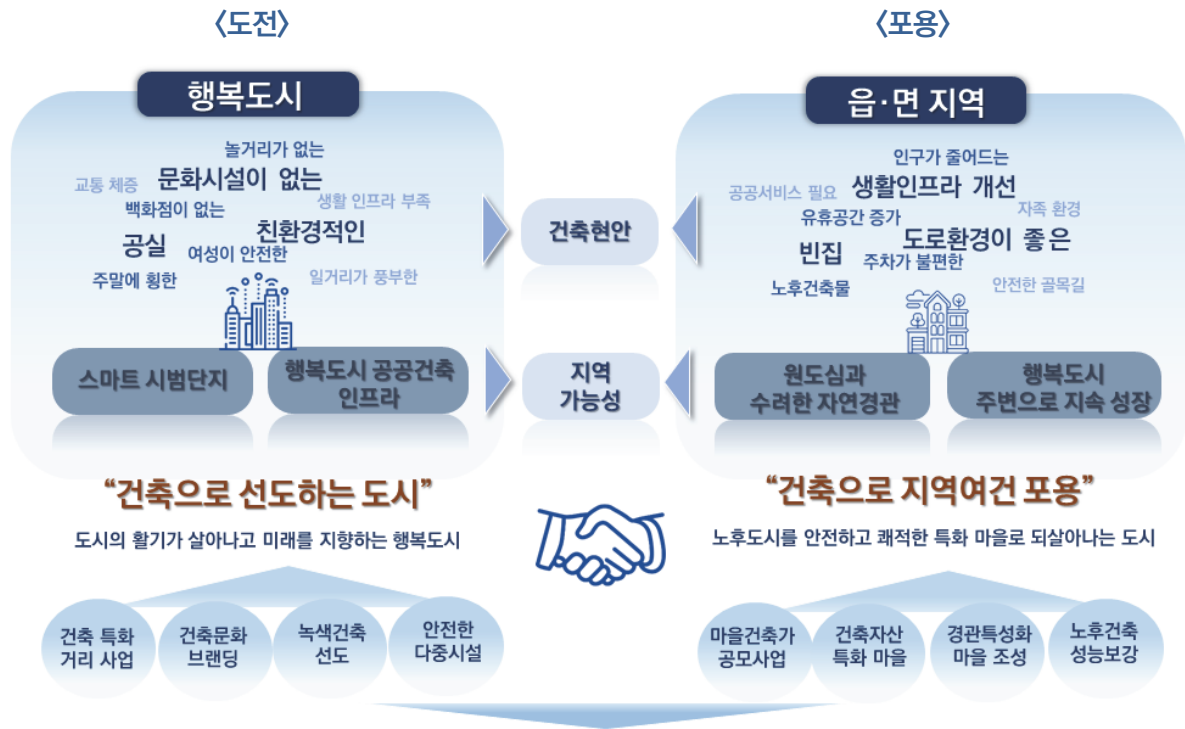 〈도전〉
행복도시
놀거리가 없는
교통 체증
문화시설이 없는
백화점이 없는
생활 인프라 부족
공실
친환경적인
여성이 안전한
주말에 휑한
일거리가 풍부한
스마트 시범단지
행복도시 공공건축
인프라
“건축으로 선도하는 도시”
도시의 활기가 살아나고 미래를 지향하는 행복도시
건축 특화
거리 사업
건축문화
브랜딩
녹색건축
선도
안전한
다중시설
건축현안
지역
가능성
〈포용〉
읍·면 지역
인구가 줄어드는
공공서비스 필요
생활인프라 개선
유휴공간 증가
자족 환경
빈집
도로환경이 좋은
주차가 불편한
노후건축물
안전한 골목길
원도심과
수려한 자연경관
행복도시
주변으로 지속 성장
“건축으로 지역여건 포용”
노후도시를 안전하고 쾌적한 특화 마을로 되살아나는 도시
마을건축가
공모사업
건축자산
특화 마을
경관특성화
마을 조성
노후건축
성능보강